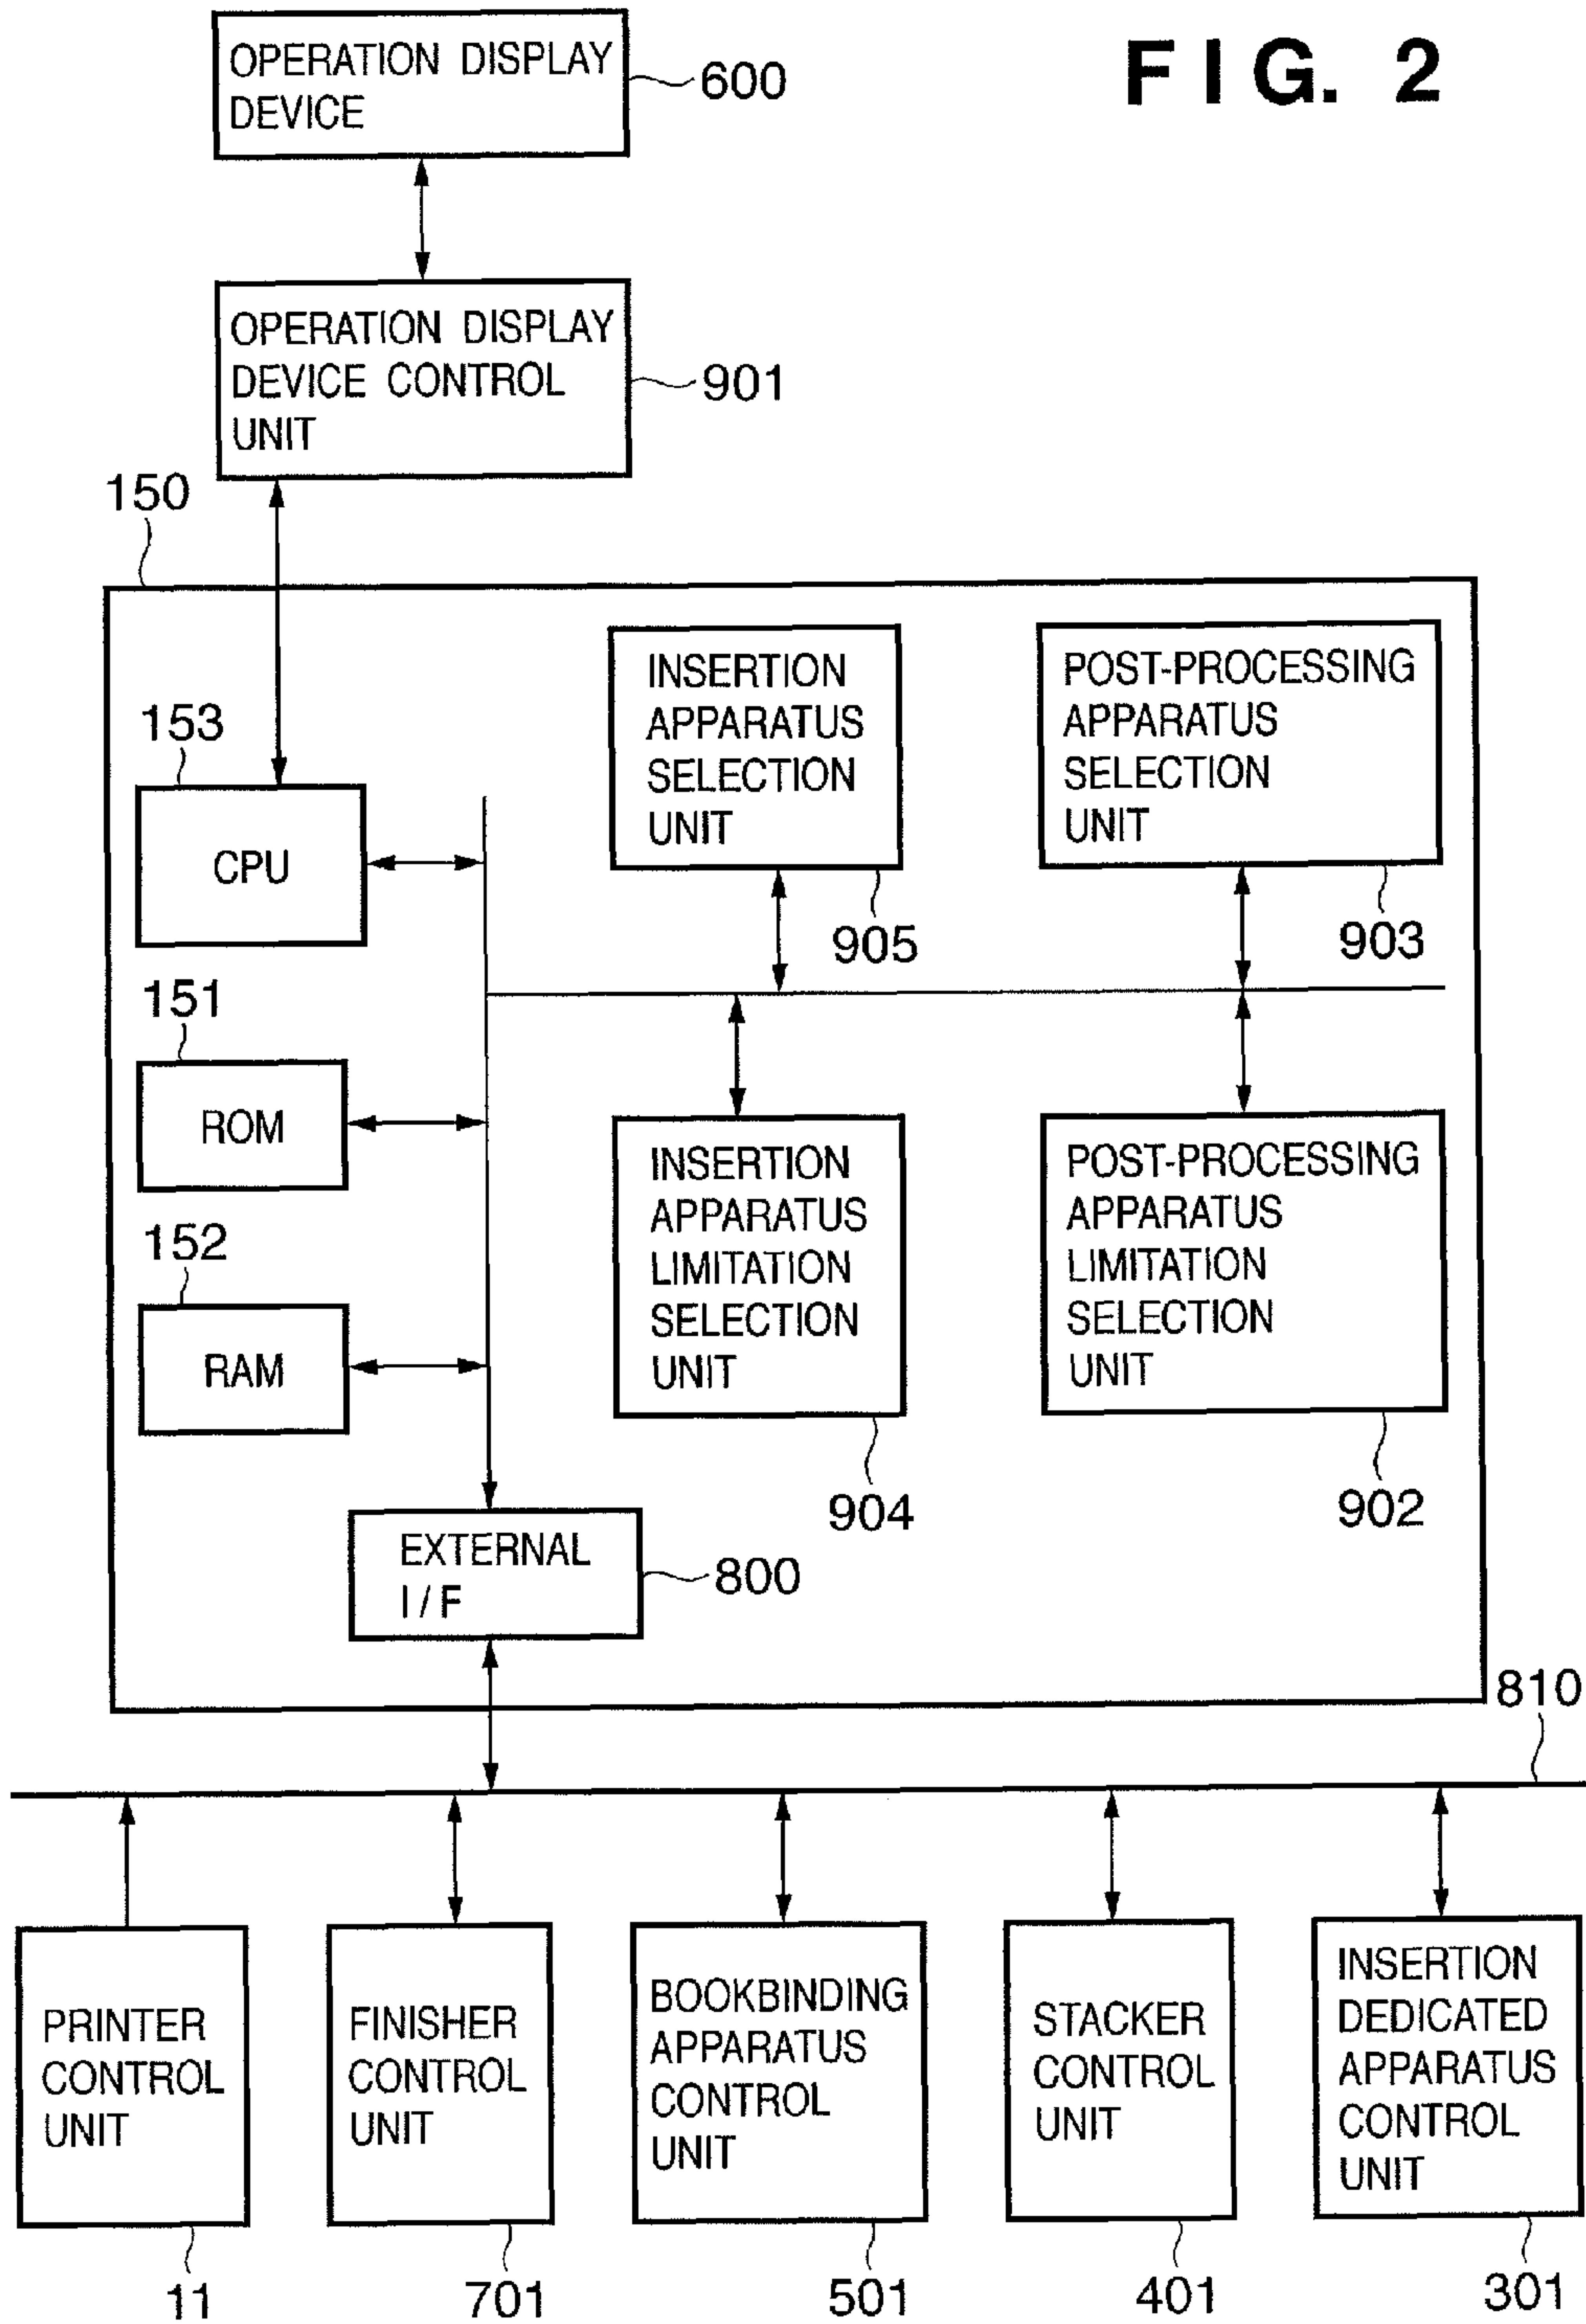 FIG. 2
OPERATION DISPLAY
DEVICE
600
OPERATION DISPLAY
DEVICE CONTROL
UNIT
901
150
INSERTION
APPARATUS
SELECTION
UNIT
905
POST-PROCESSING
APPARATUS
SELECTION
UNIT
903
153
CPU
151
ROM
152
RAM
INSERTION
APPARATUS
LIMITATION
SELECTION
UNIT
904
POST-PROCESSING
APPARATUS
LIMITATION
SELECTION
UNIT
902
EXTERNAL
I/F
800
810
PRINTER
CONTROL
UNIT
11
FINISHER
CONTROL
UNIT
701
BOOKBINDING
APPARATUS
CONTROL
UNIT
501
STACKER
CONTROL
UNIT
401
INSERTION
DEDICATED
APPARATUS
CONTROL
UNIT
301